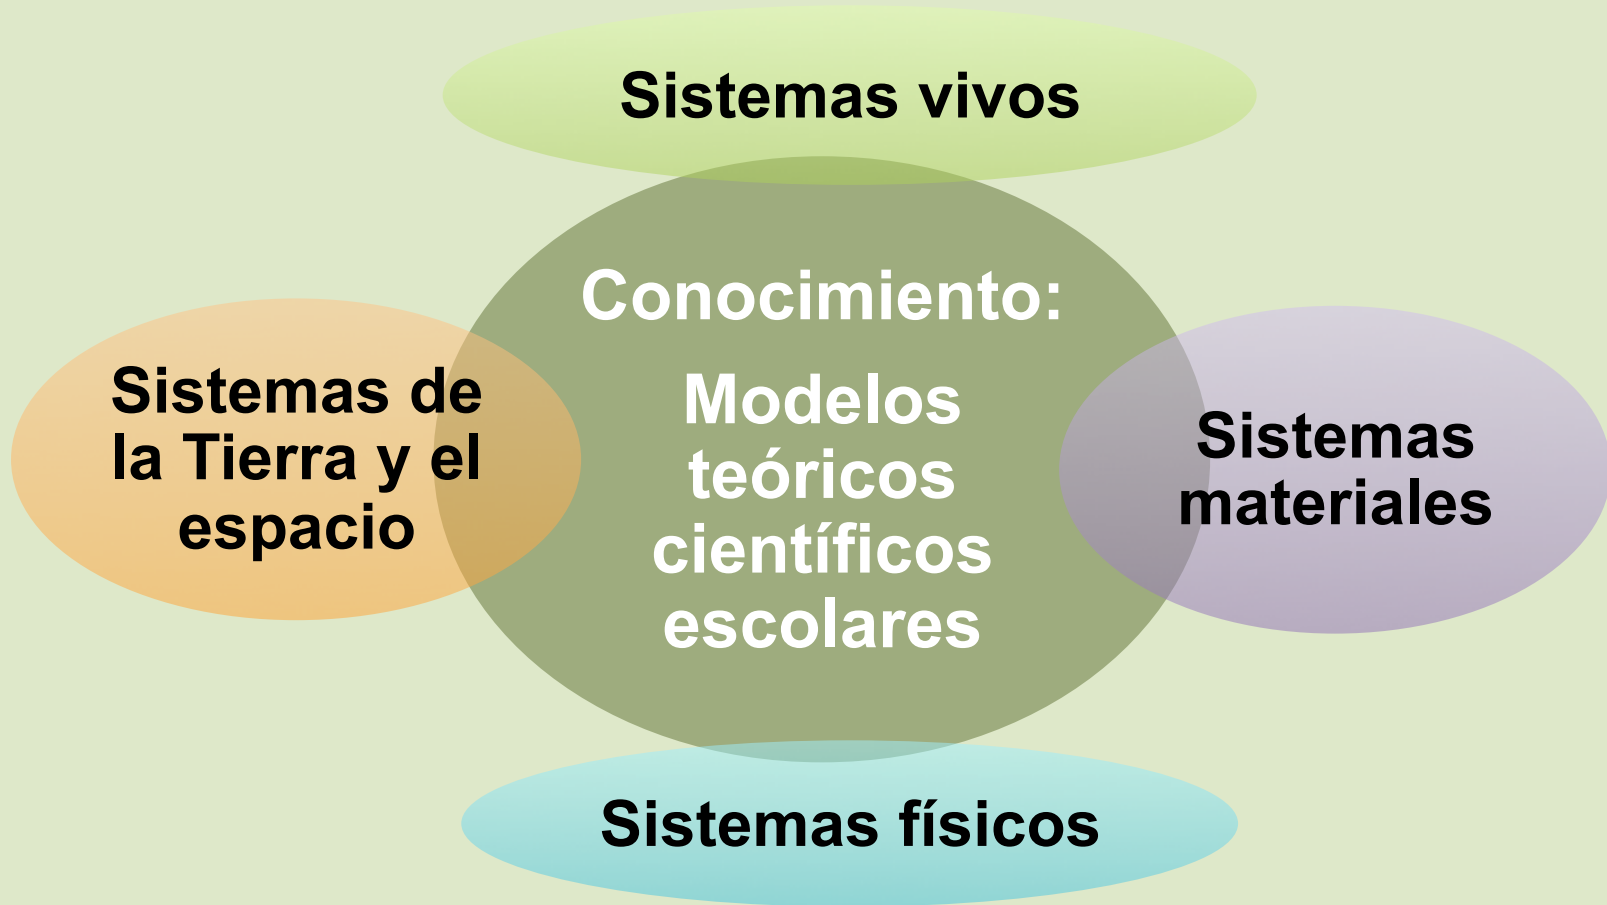 Sistemas vivos
Conocimiento:
Modelos
teóricos
científicos
escolares
Sistemas de
la Tierra y el
espacio
Sistemas
materiales
Sistemas físicos